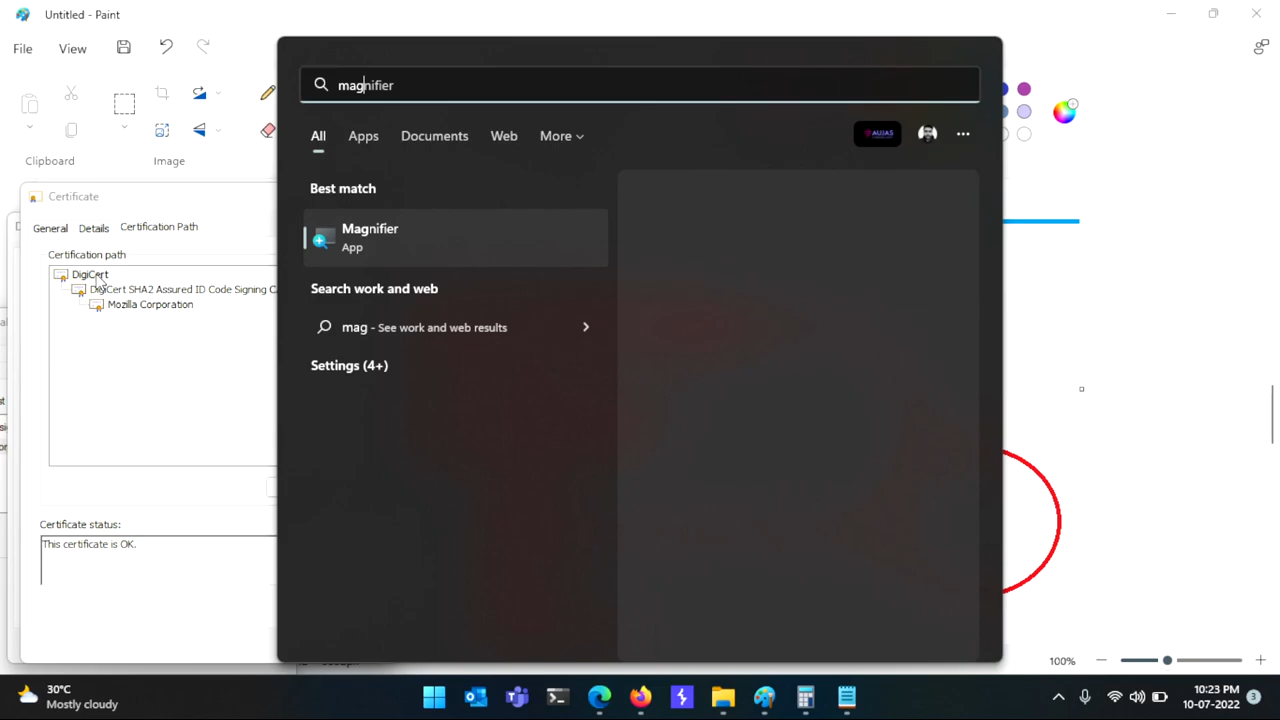 Untitled - Paint
File View
magnifier
All Apps Documents Web More
AUJAS
Clipboard Image
Best match
Magnifier
App
Search work and web
mag - See work and web results
Settings (4+)
Certificate
General Details Certification Path
Certification path
DigiCert
DigiCert SHA2 Assured ID Code Signing C
Mozilla Corporation
Certificate status:
This certificate is OK.
100%
30°C
Mostly cloudy
10:23 PM
10-07-2022
3